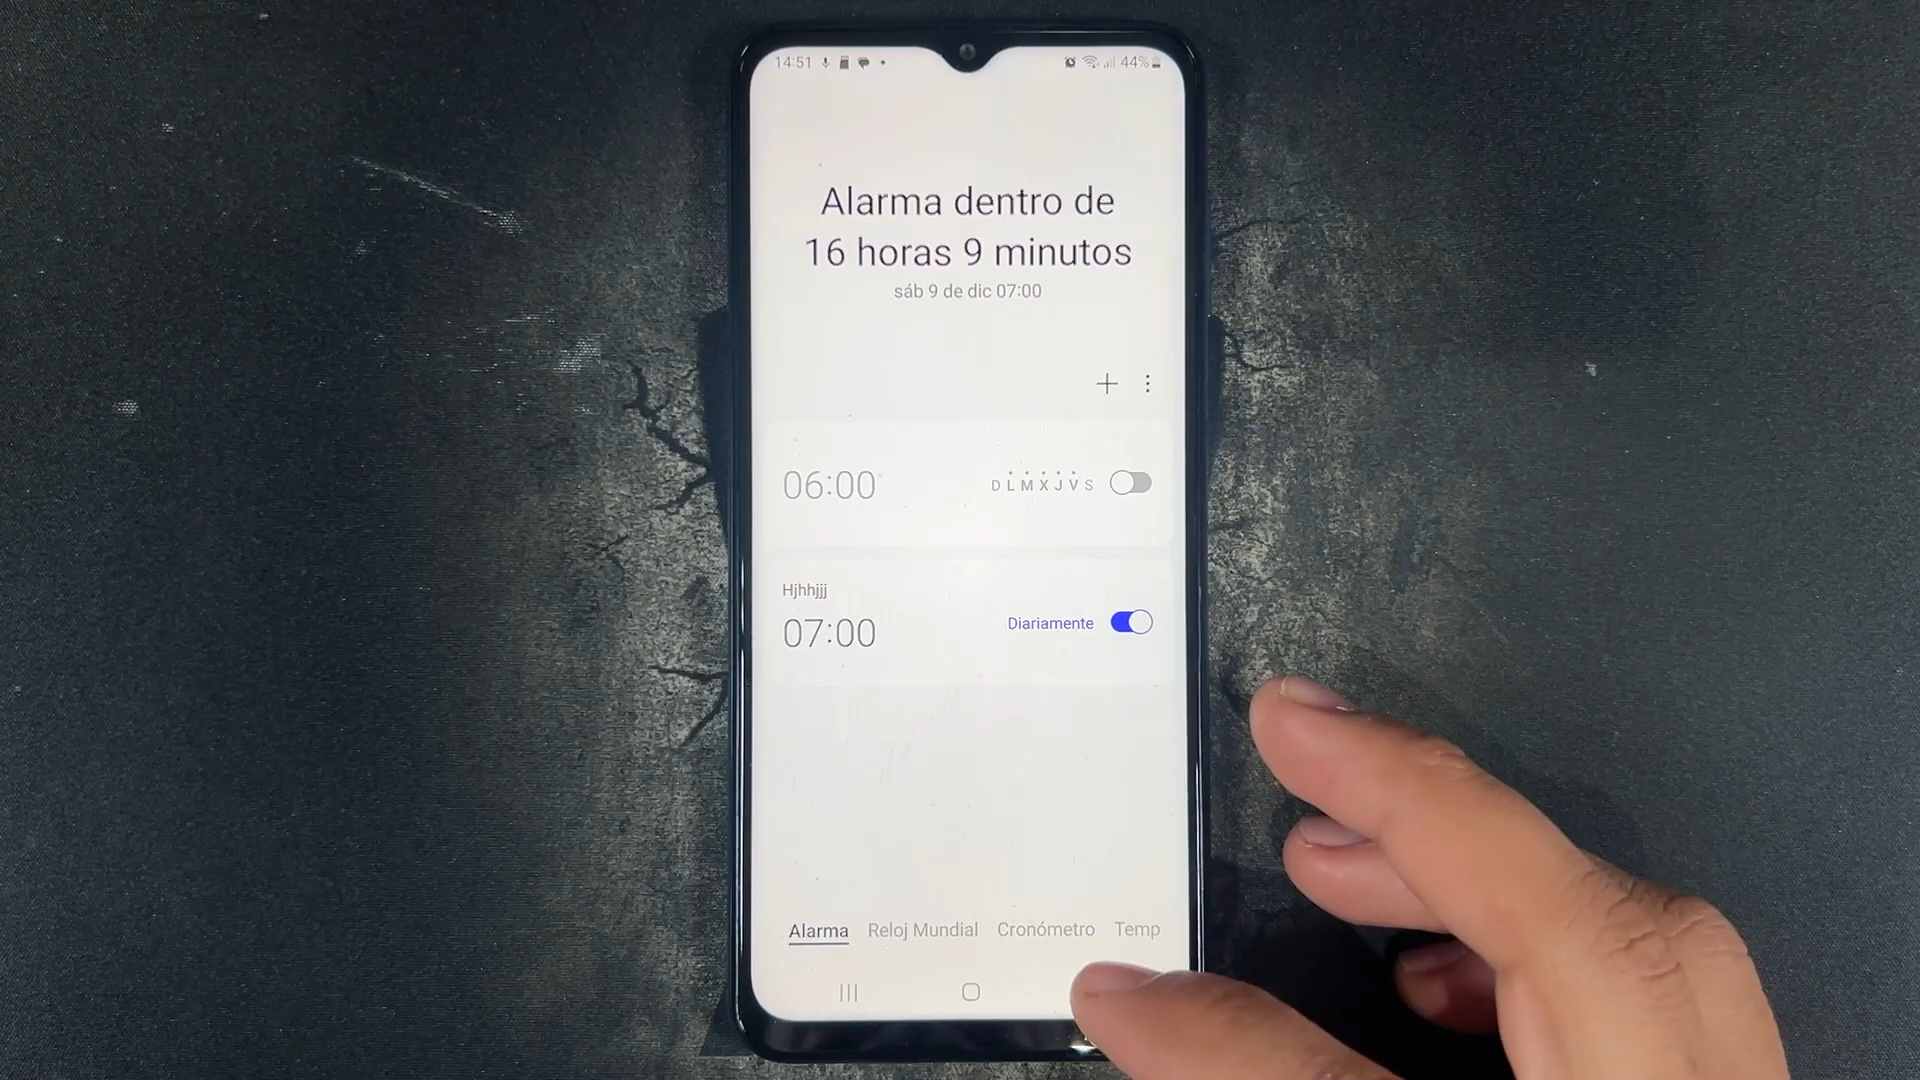 14:51 44%
Alarma dentro de
16 horas 9 minutos
sáb 9 de dic 07:00
06:00 D L M X J V S
Hjhhjjj
07:00 Diariamente
Alarma Reloj Mundial Cronómetro Temp